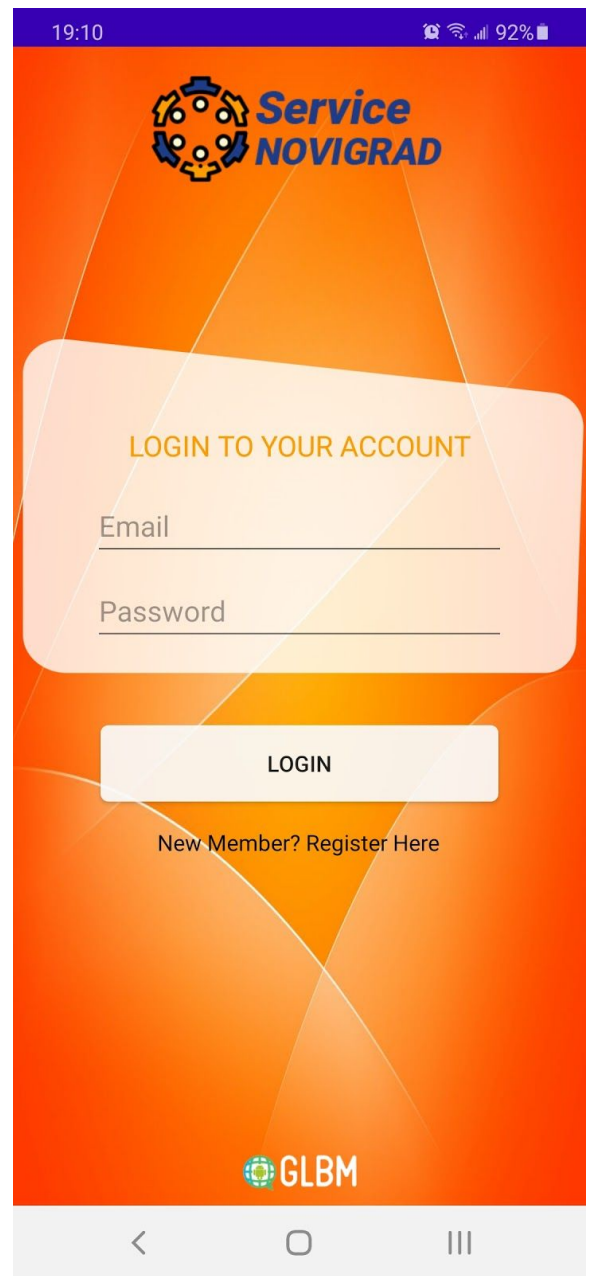 19:10 92%
Service
NOVIGRAD
LOGIN TO YOUR ACCOUNT
Email
Password
LOGIN
New Member? Register Here
GLBM